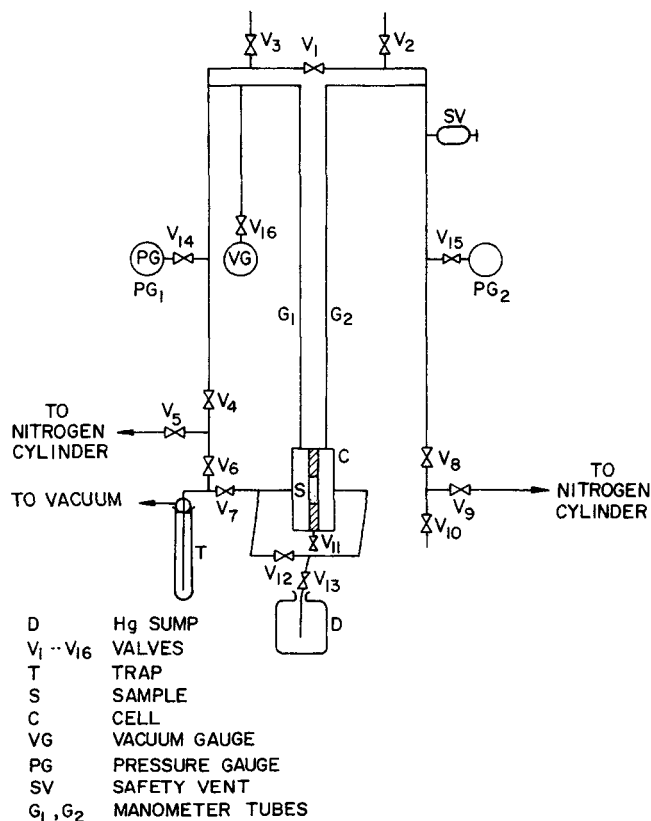 V3
V1
V2
SV
V14
V16
V15
PG
VG
PG1
PG2
G1
G2
V4
TO
NITROGEN
CYLINDER
V5
C
V8
V6
TO
NITROGEN
CYLINDER
TO VACUUM
S
V7
V9
V11
V10
T
V12
V13
D
D Hg SUMP
V1 -- V16 VALVES
T TRAP
S SAMPLE
C CELL
VG VACUUM GAUGE
PG PRESSURE GAUGE
SV SAFETY VENT
G1, G2 MANOMETER TUBES